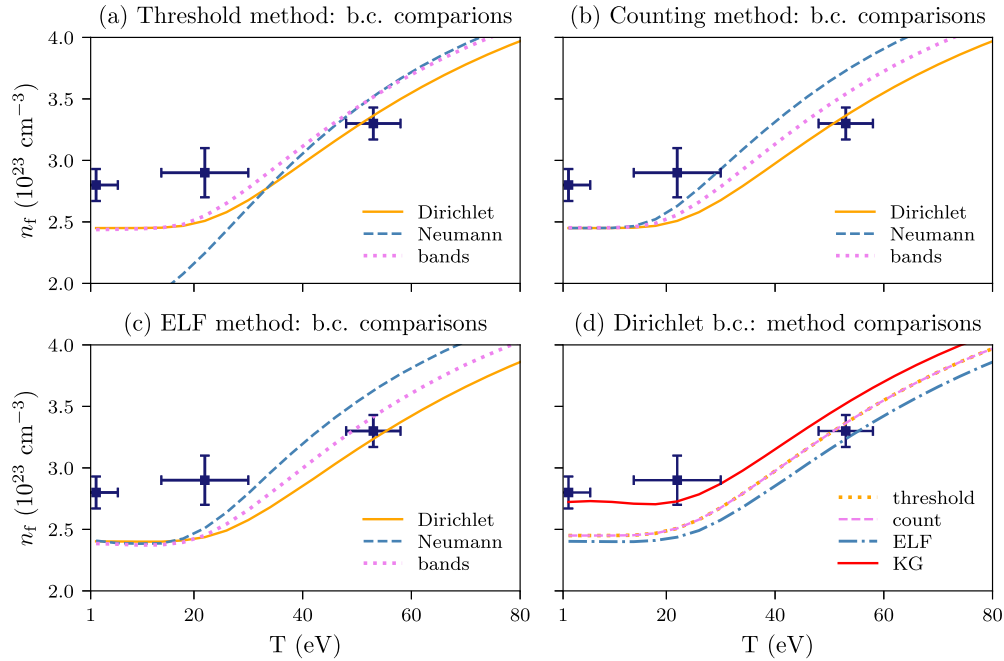 (a) Threshold method: b.c. comparions
(b) Counting method: b.c. comparions
4.0
3.5
3.0
2.5
2.0
n_f (10^23 cm^−3)
Dirichlet
Neumann
bands
Dirichlet
Neumann
bands
(c) ELF method: b.c. comparisons
(d) Dirichlet b.c.: method comparisons
4.0
3.5
3.0
2.5
2.0
n_f (10^23 cm^−3)
Dirichlet
Neumann
bands
threshold
count
ELF
KG
1 20 40 60 80
1 20 40 60 80
T (eV)
T (eV)